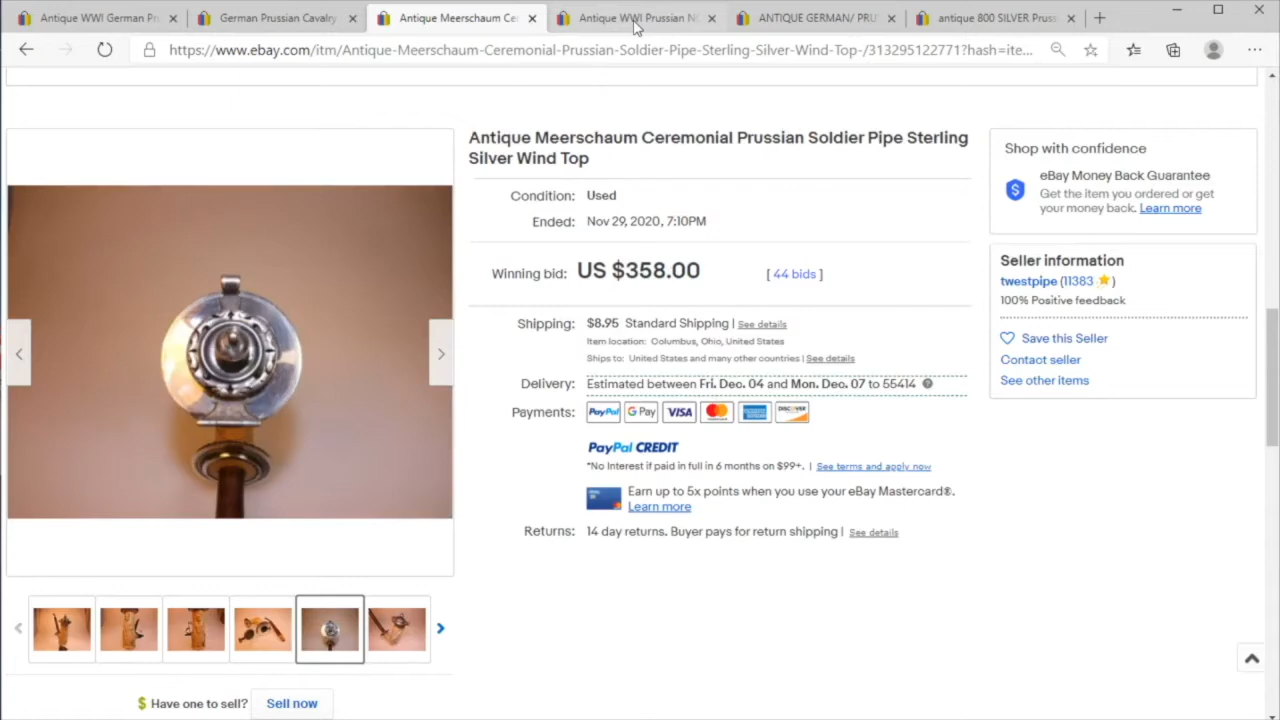 Antique WWI German Pr
German Prussian Cavalry
Antique Meerschaum Ce
Antique WWI Prussian N
ANTIQUE GERMAN/ PRU
antique 800 SILVER Prus
https://www.ebay.com/itm/Antique-Meerschaum-Ceremonial-Prussian-Soldier-Pipe-Sterling-Silver-Wind-Top-/313295122771?hash=ite...
Antique Meerschaum Ceremonial Prussian Soldier Pipe Sterling
Silver Wind Top
Condition: Used
Ended: Nov 29, 2020, 7:10PM
Winning bid: US $358.00 [ 44 bids ]
Shipping: $8.95 Standard Shipping | See details
Item location: Columbus, Ohio, United States
Ships to: United States and many other countries | See details
Delivery: Estimated between Fri. Dec. 04 and Mon. Dec. 07 to 55414
Payments: PayPal G Pay VISA MasterCard DISCOVER
PayPal CREDIT
*No Interest if paid in full in 6 months on $99+. | See terms and apply now
Earn up to 5x points when you use your eBay Mastercard®.
Learn more
Returns: 14 day returns. Buyer pays for return shipping | See details
Shop with confidence
eBay Money Back Guarantee
Get the item you ordered or get
your money back. Learn more
Seller information
twestpipe (11383)
100% Positive feedback
Save this Seller
Contact seller
See other items
Have one to sell? Sell now